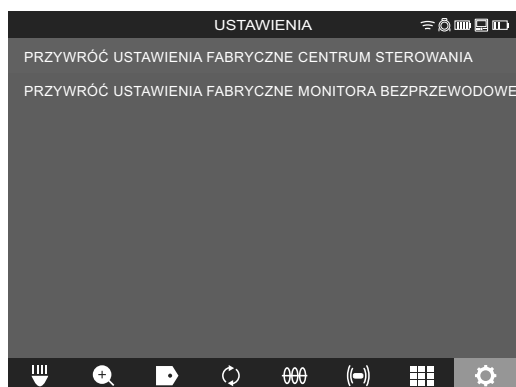 USTAWIENIA
PRZYWRÓĆ USTAWIENIA FABRYCZNE CENTRUM STEROWANIA
PRZYWRÓĆ USTAWIENIA FABRYCZNE MONITORA BEZPRZEWODOWE